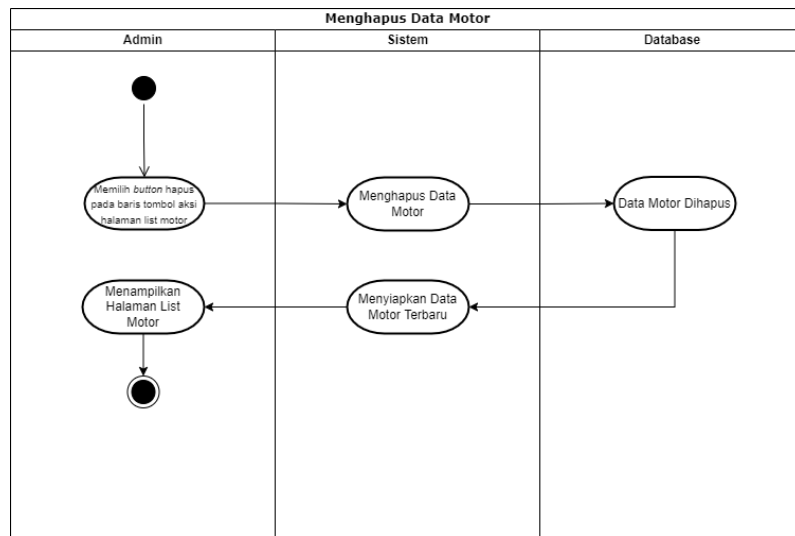 Menghapus Data Motor
Admin
Sistem
Database
Memilih button hapus
pada baris tombol aksi
halaman list motor
Menghapus Data
Motor
Data Motor Dihapus
Menampilkan
Halaman List
Motor
Menyiapkan Data
Motor Terbaru